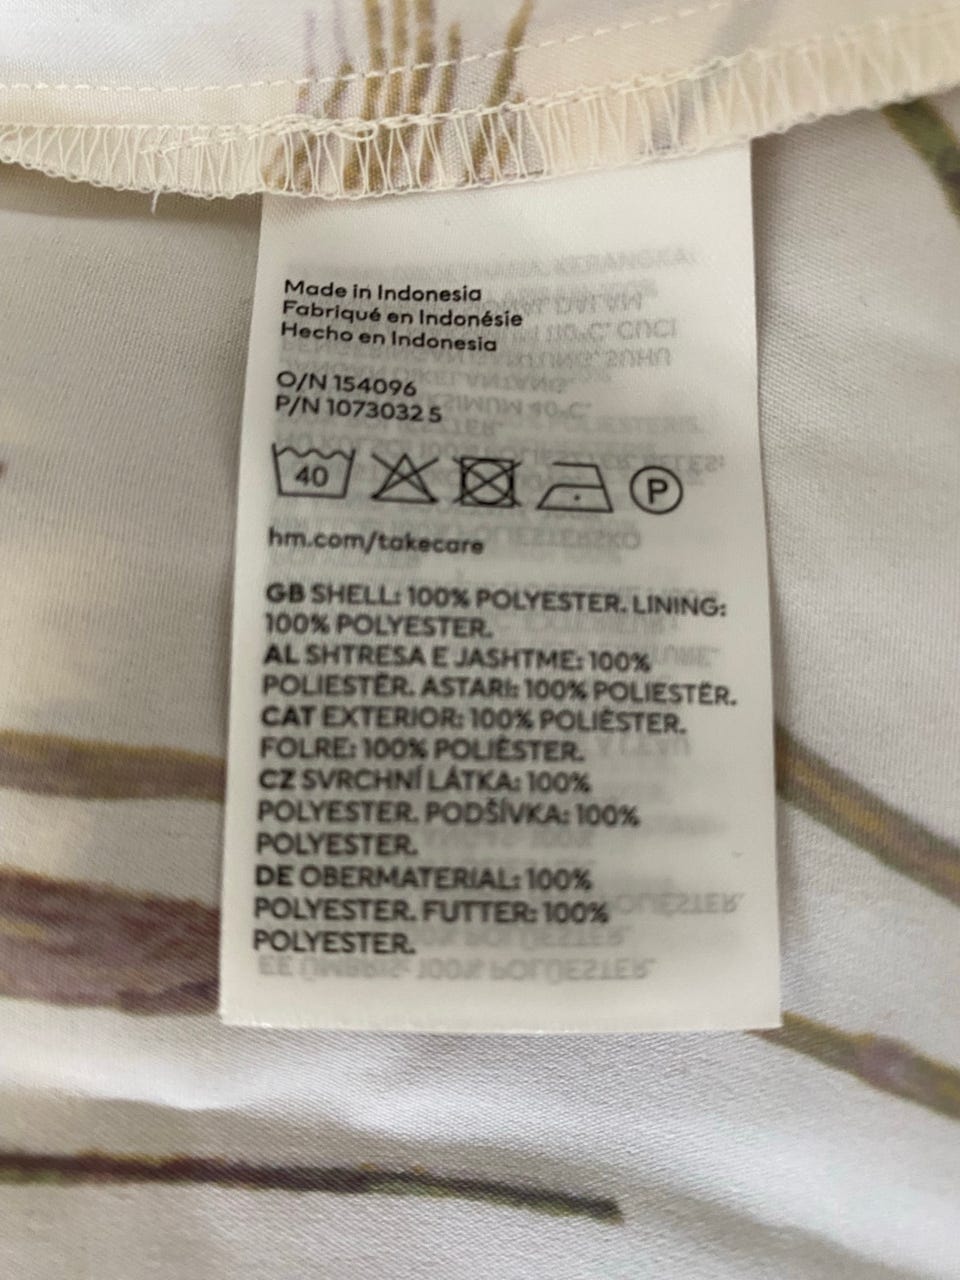 Made in Indonesia
Fabriqué en Indonésie
Hecho en Indonesia
O/N 154096
P/N 1073032 S
40 P
hm.com/takecare
GB SHELL: 100% POLYESTER. LINING:
100% POLYESTER.
AL SHTRESA E JASHTME: 100%
POLIESTËR. ASTARI: 100% POLIESTËR.
CAT EXTERIOR: 100% POLIÈSTER.
FOLRE: 100% POLIÈSTER.
CZ SVRCHNÍ LÁTKA: 100%
POLYESTER. PODŠÍVKA: 100%
POLYESTER.
DE OBERMATERIAL: 100%
POLYESTER. FUTTER: 100%
POLYESTER.